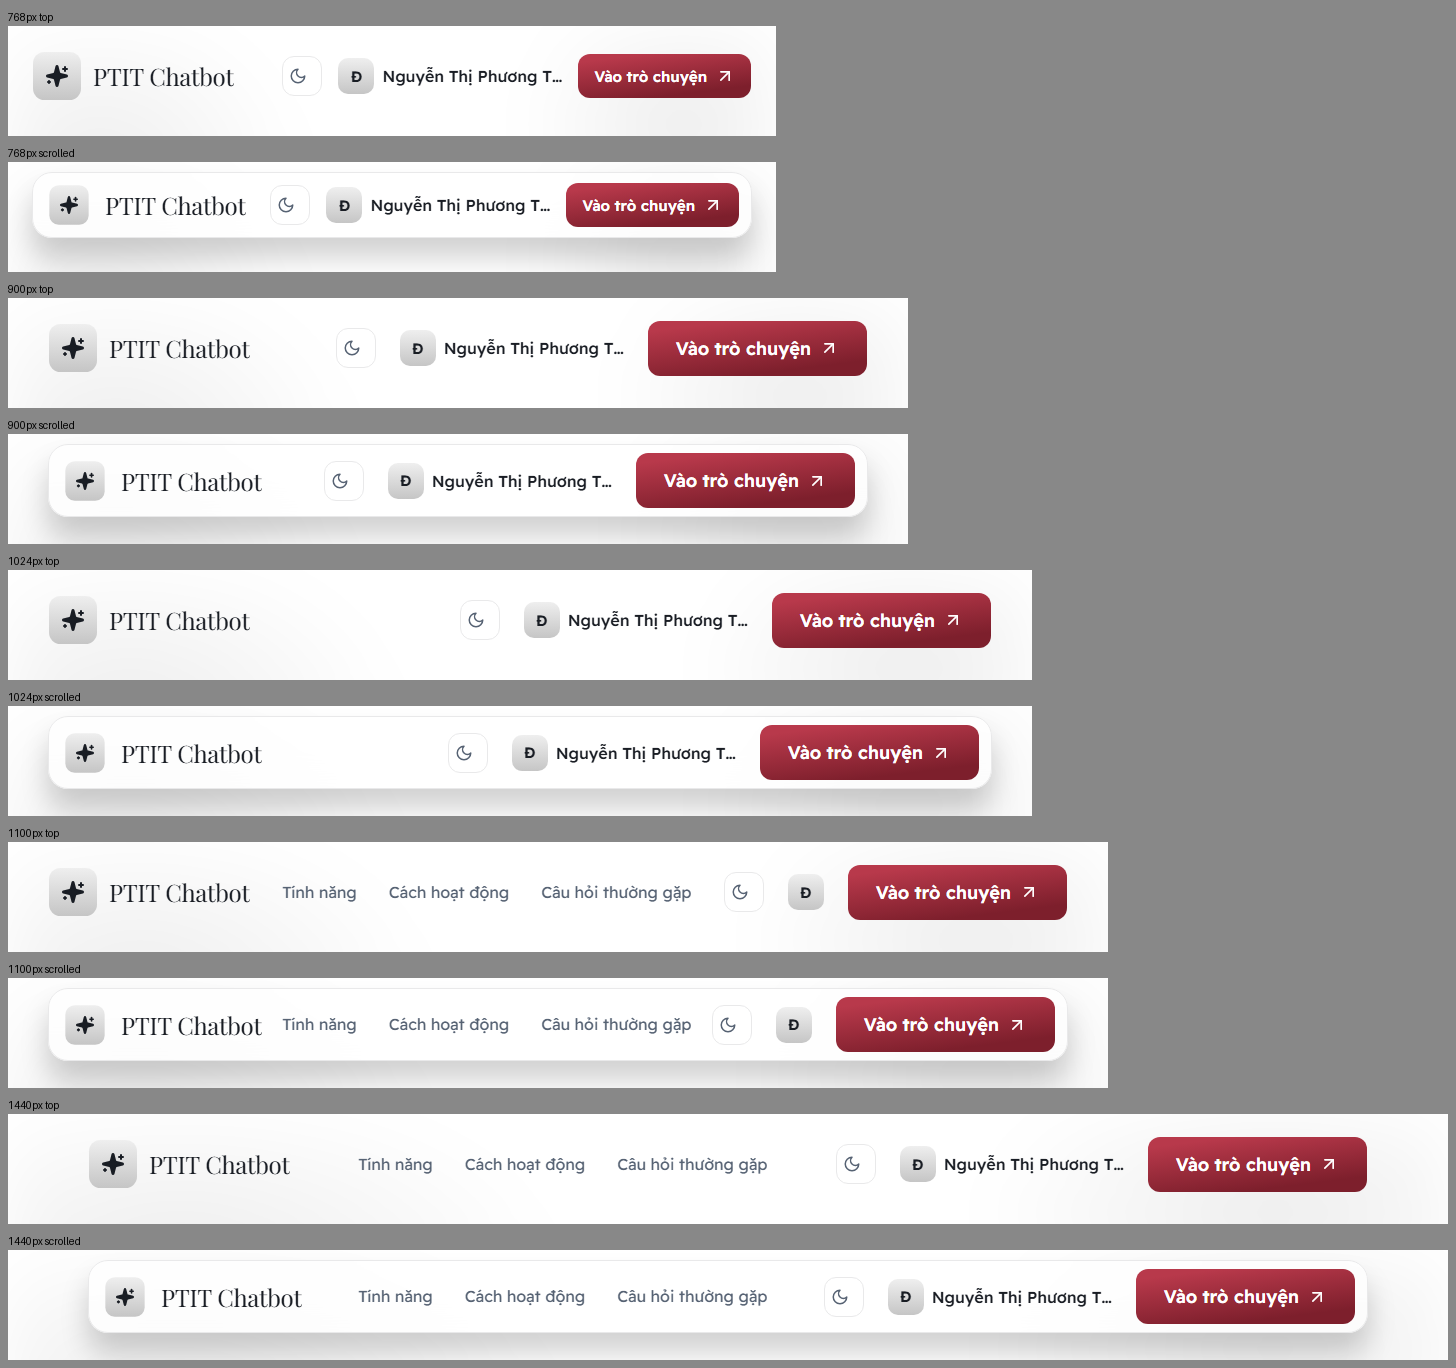 768px top
PTIT Chatbot Đ Nguyễn Thị Phương T... Vào trò chuyện
768px scrolled
PTIT Chatbot Đ Nguyễn Thị Phương T... Vào trò chuyện
900px top
PTIT Chatbot Đ Nguyễn Thị Phương T... Vào trò chuyện
900px scrolled
PTIT Chatbot Đ Nguyễn Thị Phương T... Vào trò chuyện
1024px top
PTIT Chatbot Đ Nguyễn Thị Phương T... Vào trò chuyện
1024px scrolled
PTIT Chatbot Đ Nguyễn Thị Phương T... Vào trò chuyện
1100px top
PTIT Chatbot Tính năng Cách hoạt động Câu hỏi thường gặp Đ Vào trò chuyện
1100px scrolled
PTIT Chatbot Tính năng Cách hoạt động Câu hỏi thường gặp Đ Vào trò chuyện
1440px top
PTIT Chatbot Tính năng Cách hoạt động Câu hỏi thường gặp Đ Nguyễn Thị Phương T... Vào trò chuyện
1440px scrolled
PTIT Chatbot Tính năng Cách hoạt động Câu hỏi thường gặp Đ Nguyễn Thị Phương T... Vào trò chuyện